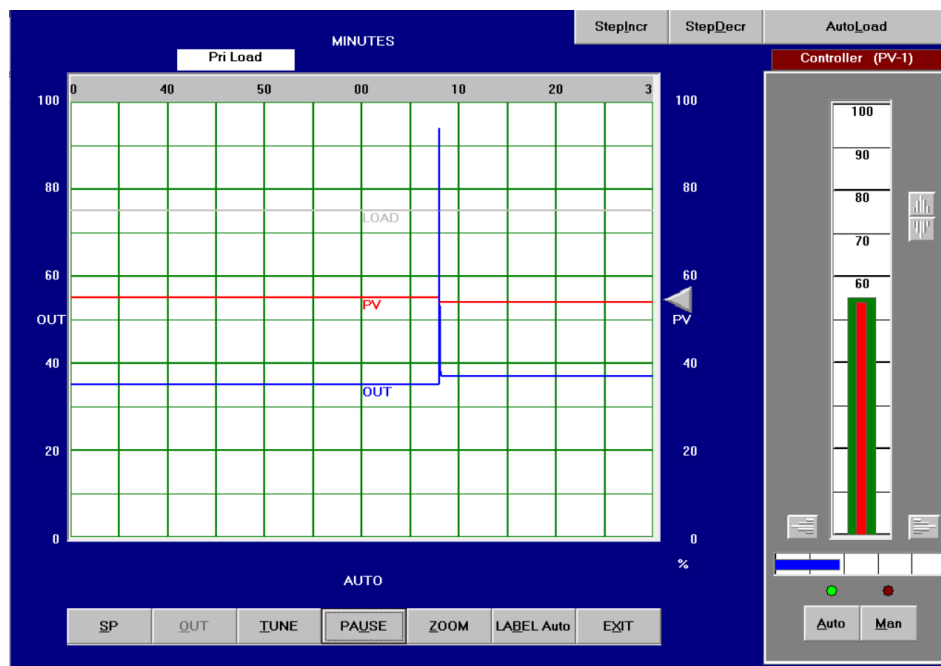 StepIncr StepDecr AutoLoad
MINUTES
Pri Load Controller (PV-1)
0 40 50 00 10 20 3
100 100 100
90
80 80 80
LOAD
70
60 60 60
PV
OUT PV
40 40
OUT
20 20
0 0
%
AUTO
SP OUT TUNE PAUSE ZOOM LABEL Auto EXIT Auto Man